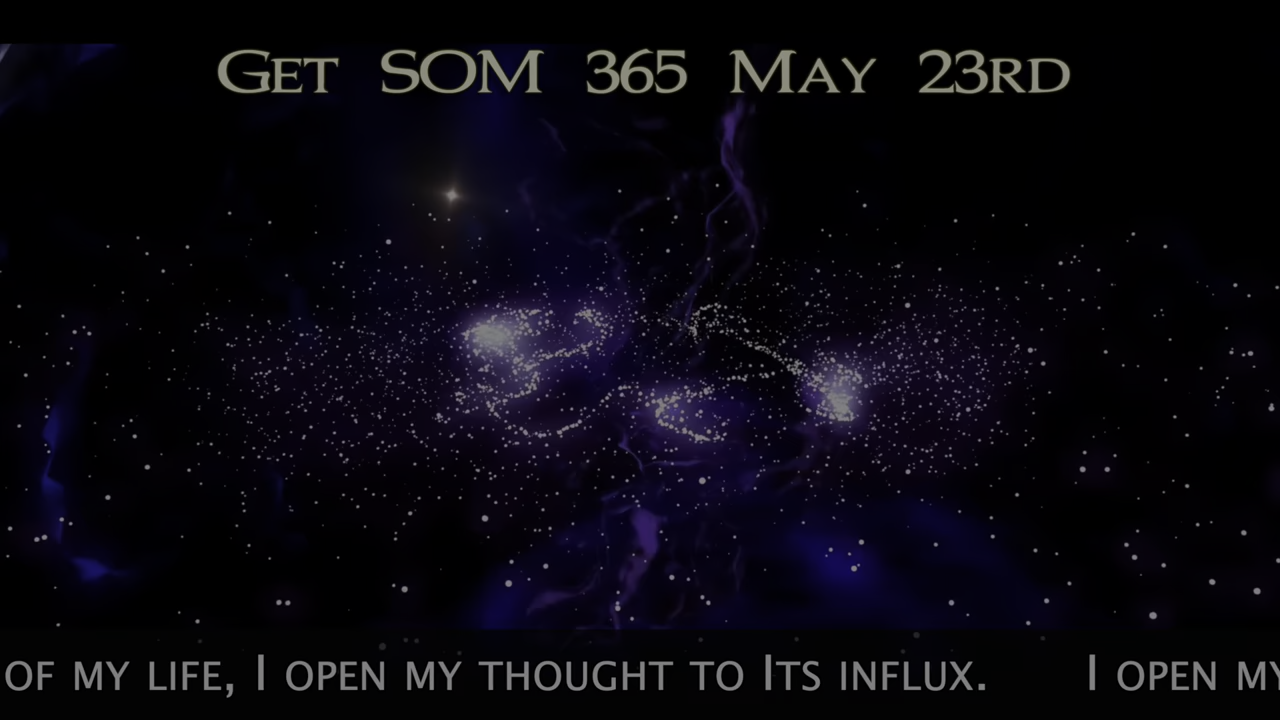 Get SOM 365 May 23rd
of my life, I open my thought to Its influx. I open my